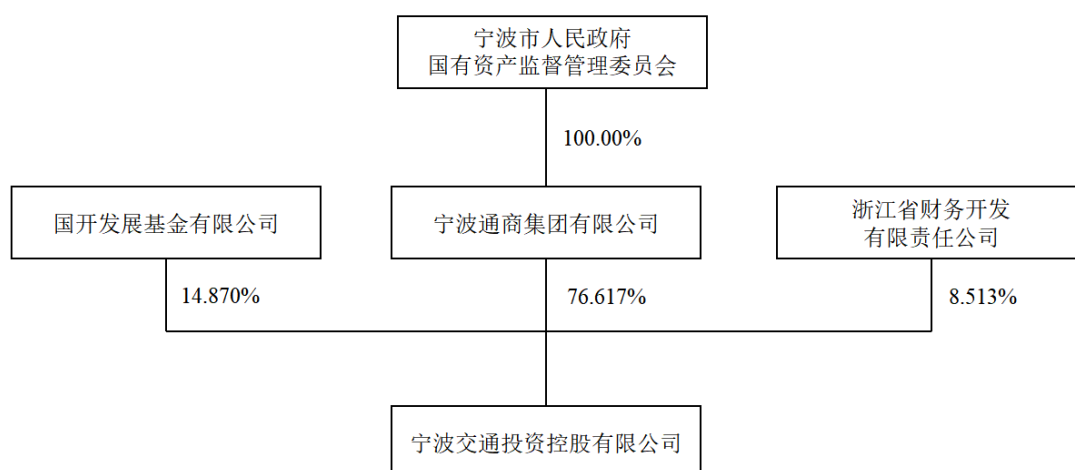 宁波市人民政府
国有资产监督管理委员会
100.00%
国开发展基金有限公司
宁波通商集团有限公司
浙江省财务开发
有限责任公司
14.870%
76.617%
8.513%
宁波交通投资控股有限公司